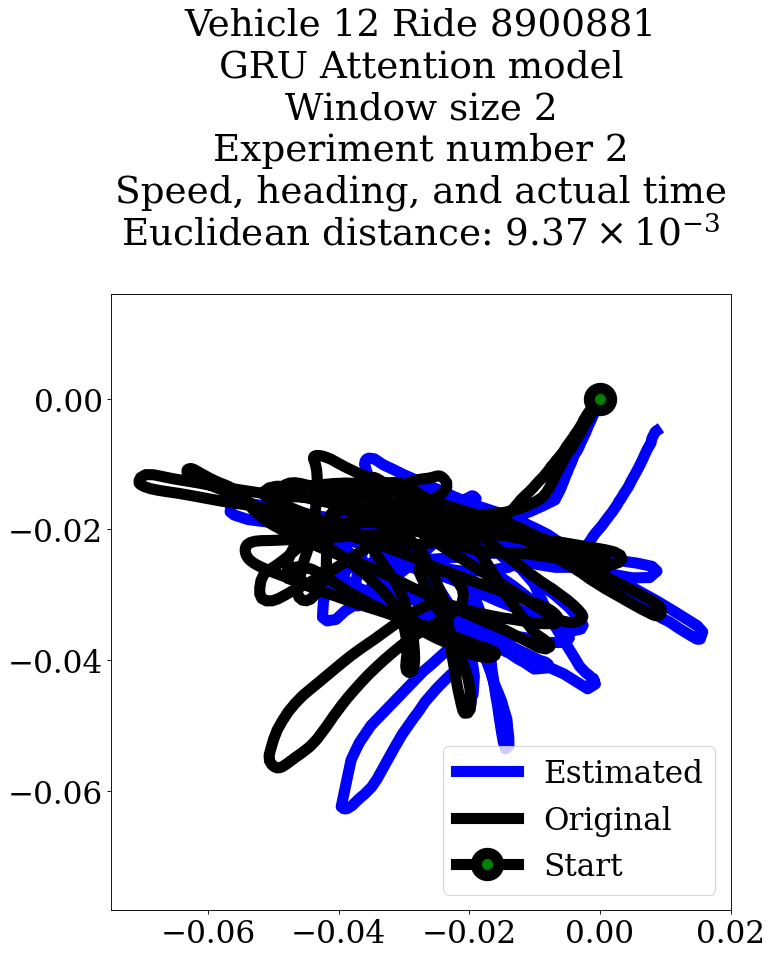 Vehicle 12 Ride 8900881
GRU Attention model
Window size 2
Experiment number 2
Speed, heading, and actual time
Euclidean distance: 9.37 × 10⁻³
0.00
−0.02
−0.04
−0.06
Estimated
Original
Start
−0.06 −0.04 −0.02 0.00 0.02